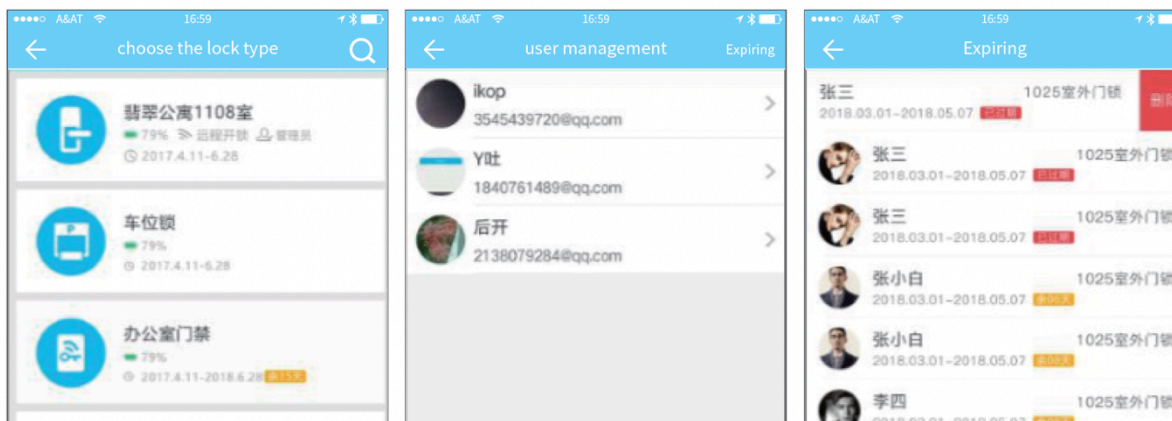 A&AT 16:59
choose the lock type
翡翠公寓1108室
79% 远程开锁 管理员
2017.4.11-6.28
车位锁
79%
2017.4.11-6.28
办公室门禁
79%
2017.4.11-2018.6.28 余15天
A&AT 16:59
user management Expiring
ikop
3545439720@qq.com
Y吐
1840761489@qq.com
后开
2138079284@qq.com
A&AT 16:59
Expiring
张三 1025室外门锁
2018.03.01-2018.05.07 已过期
张三 1025室外门锁
2018.03.01-2018.05.07 已过期
张三 1025室外门锁
2018.03.01-2018.05.07 已过期
张小白 1025室外门锁
2018.03.01-2018.05.07
张小白 1025室外门锁
2018.03.01-2018.05.07
李四 1025室外门锁